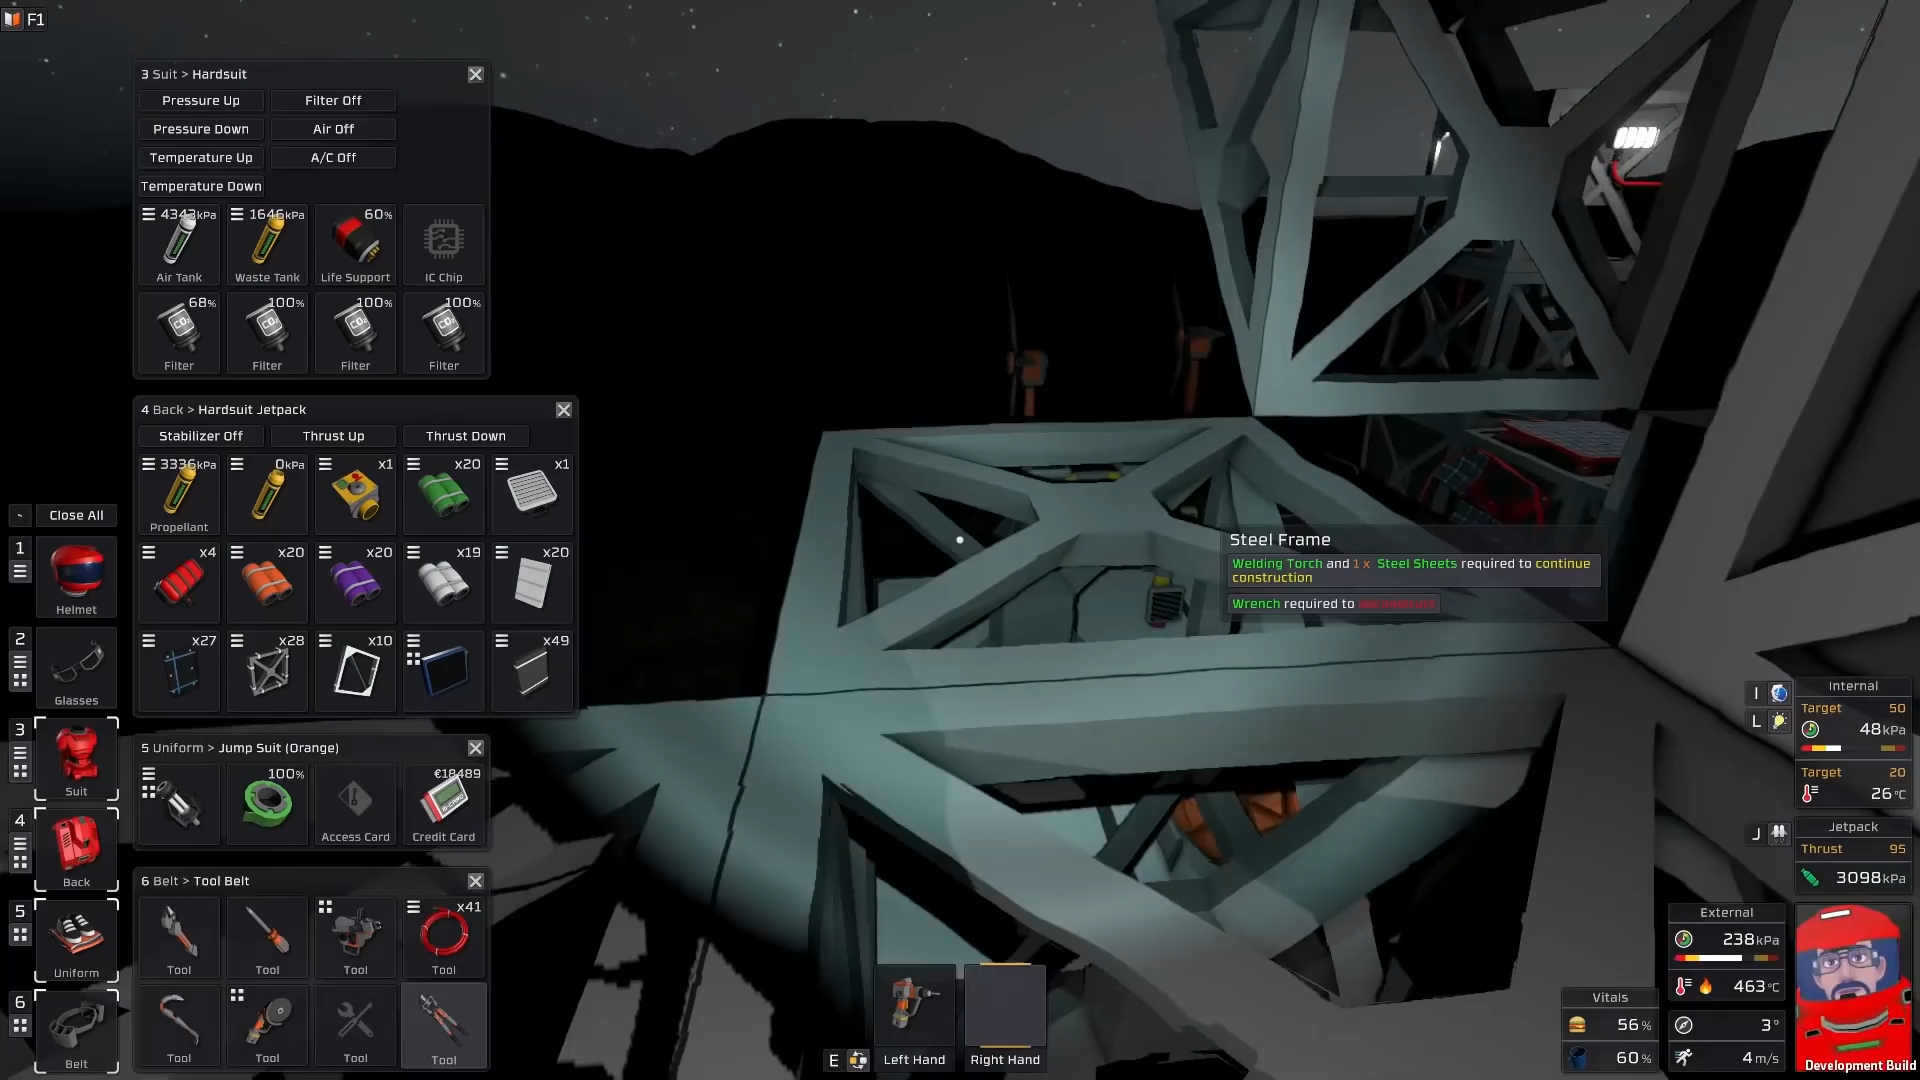 F1
3 Suit > Hardsuit
Pressure Up
Filter Off
Pressure Down
Air Off
Temperature Up
A/C Off
Temperature Down
4343kPa
1646kPa
60%
Air Tank
Waste Tank
Life Support
IC Chip
68%
100%
100%
100%
CO₂
CO₂
CO₂
CO₂
Filter
Filter
Filter
Filter
4 Back > Hardsuit Jetpack
Stabilizer Off
Thrust Up
Thrust Down
3336kPa
0kPa
x1
x20
x1
Propellant
x4
x20
x20
x19
x20
x27
x28
x10
x49
~
Close All
1
Helmet
2
Glasses
3
Suit
4
Back
5
Uniform
6
Belt
5 Uniform > Jump Suit (Orange)
100%
€18489
Access Card
Credit Card
6 Belt > Tool Belt
x41
Tool
Tool
Tool
Tool
Tool
Tool
Tool
Tool
E
Left Hand
Right Hand
Steel Frame
Welding Torch and 1 x Steel Sheets required to continue
construction
Wrench required to
I
Internal
Target 50
L
48kPa
Target 20
26°C
J
Jetpack
Thrust 95
3098kPa
External
238kPa
463°C
Vitals
56%
3°
60%
4m/s
Development Build